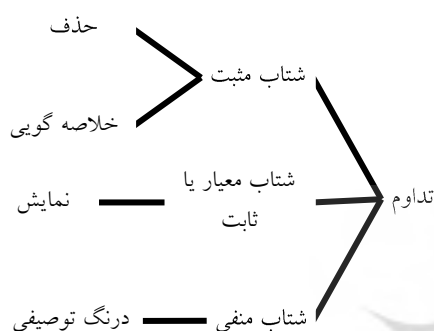 تداوم
شتاب مثبت
حذف
خلاصه گویی
شتاب معیار یا
ثابت
نمایش
شتاب منفی
درنگ توصیفی